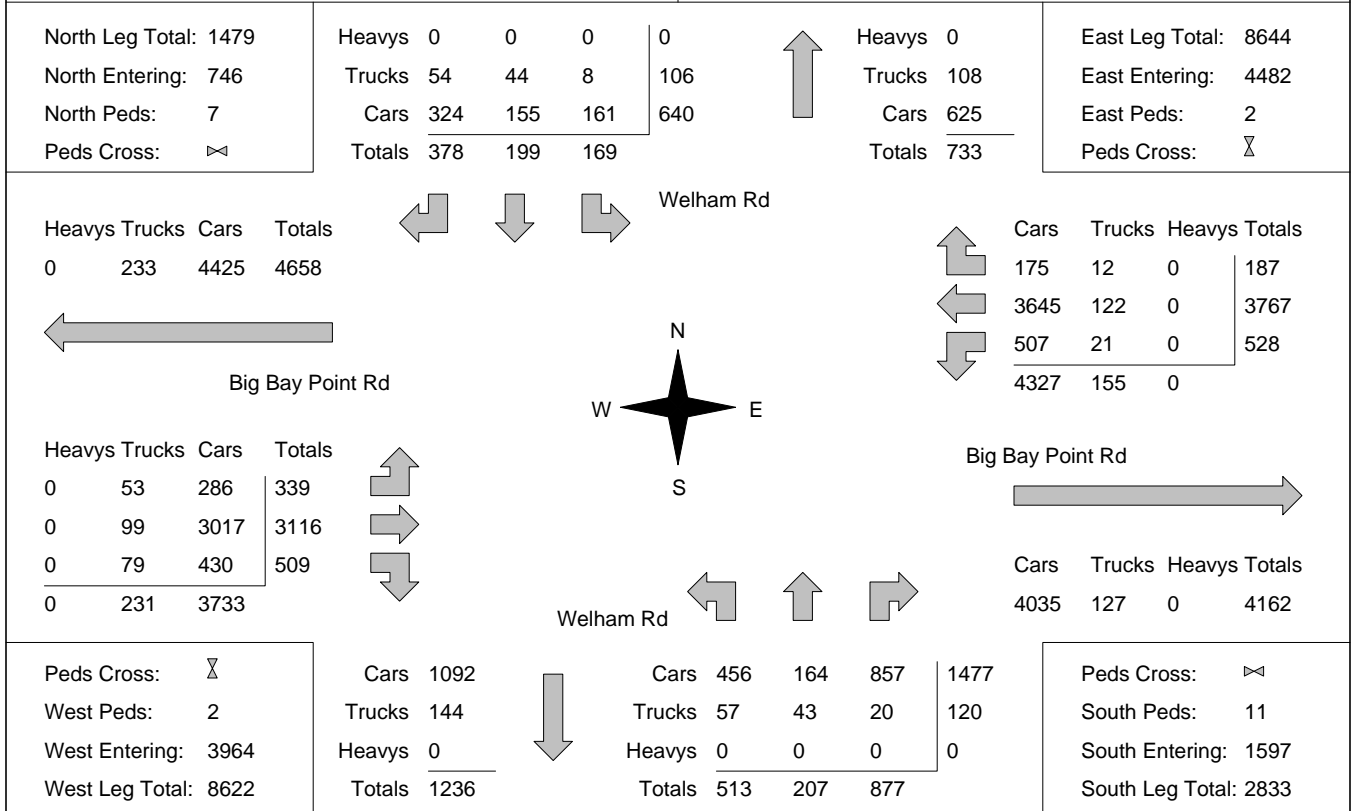 North Leg Total: 1479
North Entering: 746
North Peds: 7
Peds Cross:
Heavys 0 0 0 0
Trucks 54 44 8 106
Cars 324 155 161 640
Totals 378 199 169
Heavys 0
Trucks 108
Cars 625
Totals 733
East Leg Total: 8644
East Entering: 4482
East Peds: 2
Peds Cross:
Welham Rd
Heavys Trucks Cars Totals
0 233 4425 4658
Cars Trucks Heavys Totals
175 12 0 187
3645 122 0 3767
507 21 0 528
4327 155 0
Big Bay Point Rd
N
W E
S
Heavys Trucks Cars Totals
0 53 286 339
0 99 3017 3116
0 79 430 509
0 231 3733
Big Bay Point Rd
Cars Trucks Heavys Totals
4035 127 0 4162
Welham Rd
Peds Cross:
West Peds: 2
West Entering: 3964
West Leg Total: 8622
Cars 1092
Trucks 144
Heavys 0
Totals 1236
Cars 456 164 857 1477
Trucks 57 43 20 120
Heavys 0 0 0 0
Totals 513 207 877
Peds Cross:
South Peds: 11
South Entering: 1597
South Leg Total: 2833